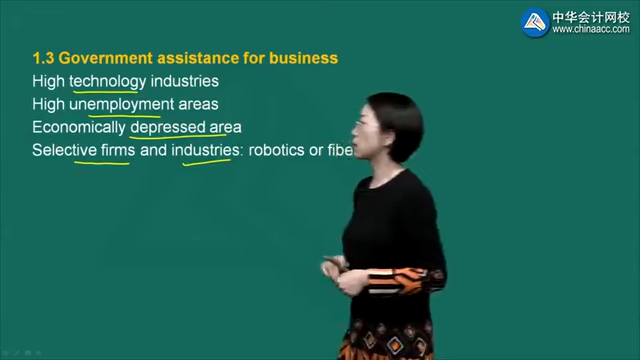 中华会计网校
www.chinaacc.com
1.3 Government assistance for business
High technology industries
High unemployment areas
Economically depressed area
Selective firms and industries: robotics or